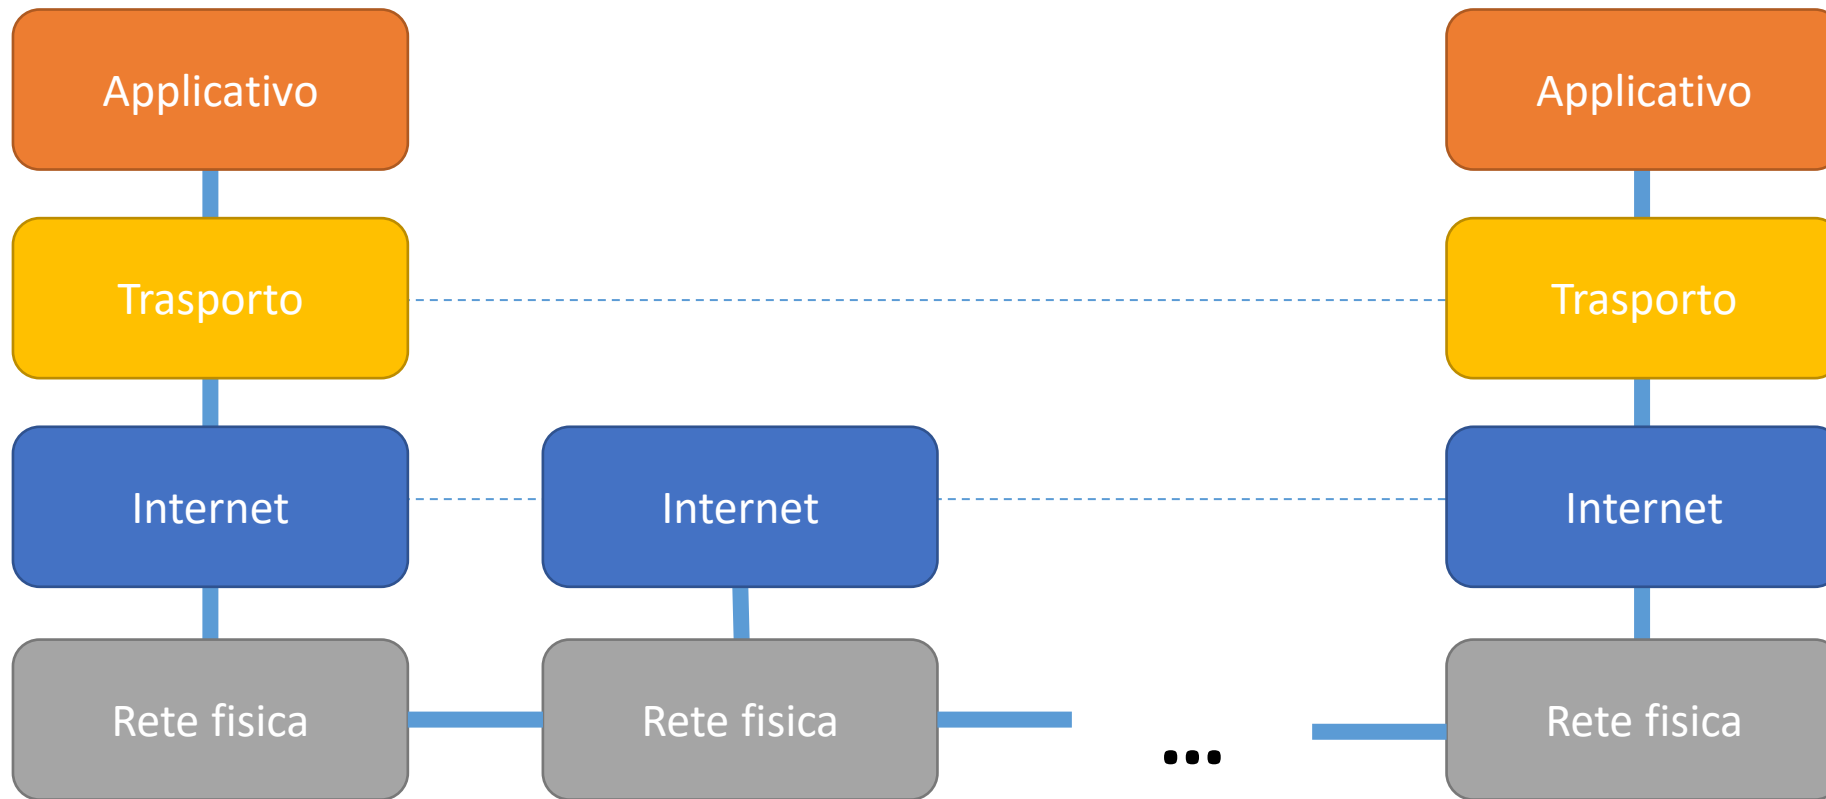 Applicativo
Applicativo
Trasporto
Trasporto
Internet
Internet
Internet
Rete fisica
Rete fisica
...
Rete fisica